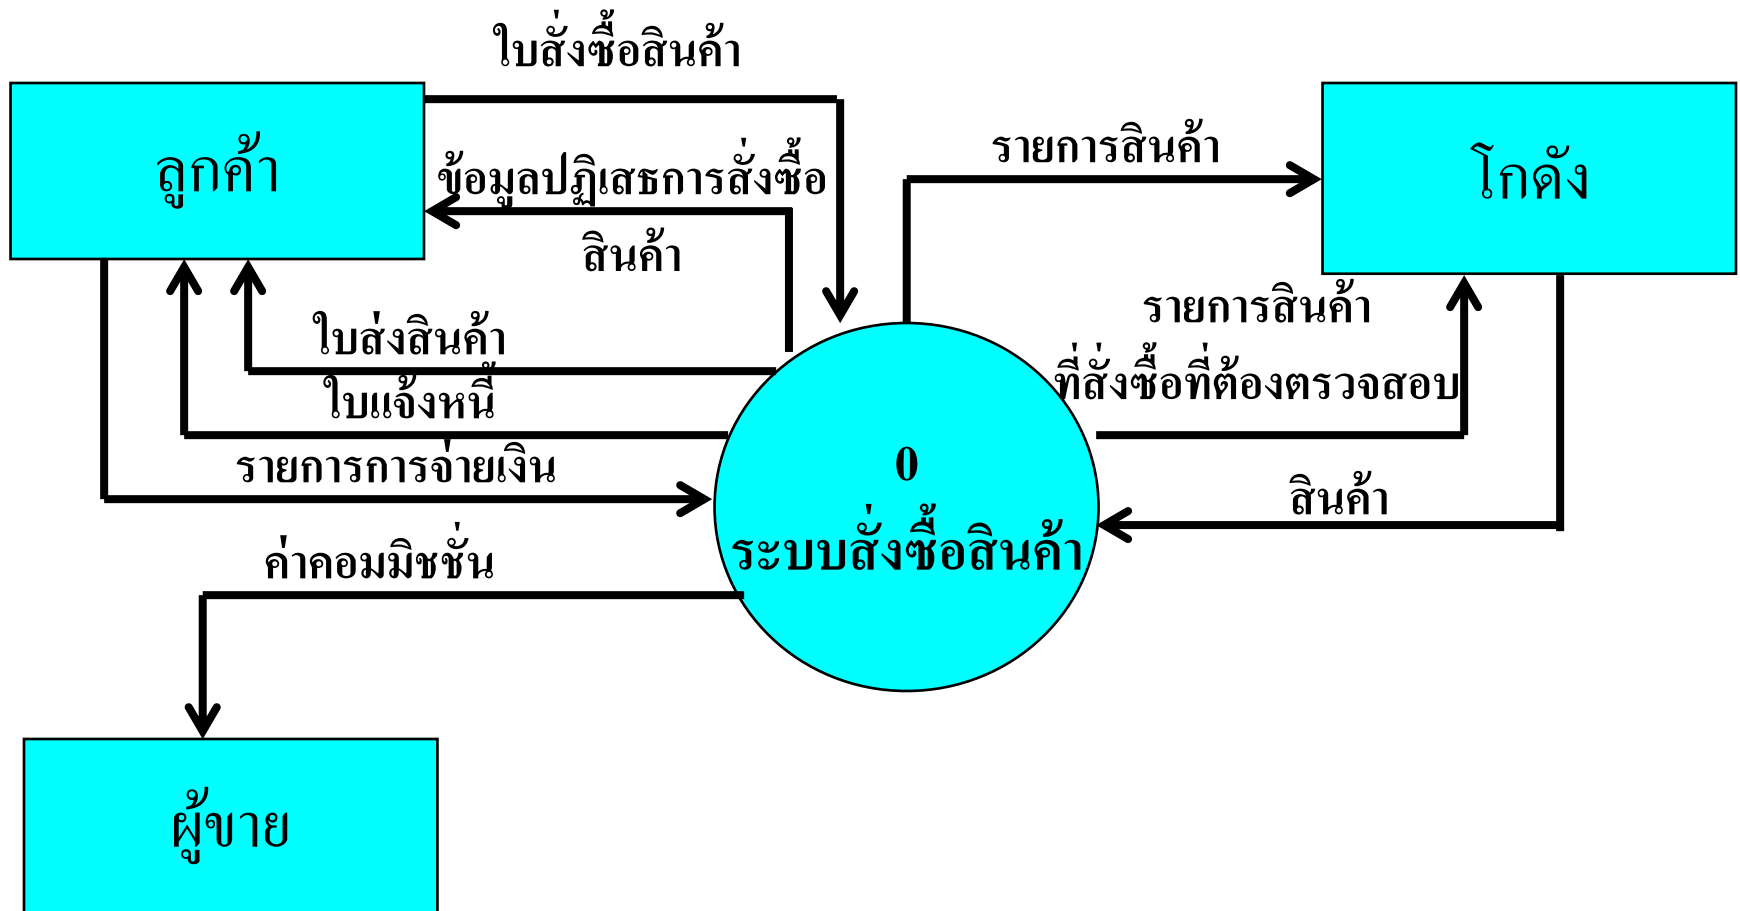 ใบสั่งซื้อสินค้า
ลูกค้า
ข้อมูลปฏิเสธการสั่งซื้อ
สินค้า
รายการสินค้า
โกดัง
ใบส่งสินค้า
ใบแจ้งหนี้
รายการการจ่ายเงิน
รายการสินค้า
ที่สั่งซื้อที่ต้องตรวจสอบ
0
ระบบสั่งซื้อสินค้า
สินค้า
ค่าคอมมิชชั่น
ผู้ขาย